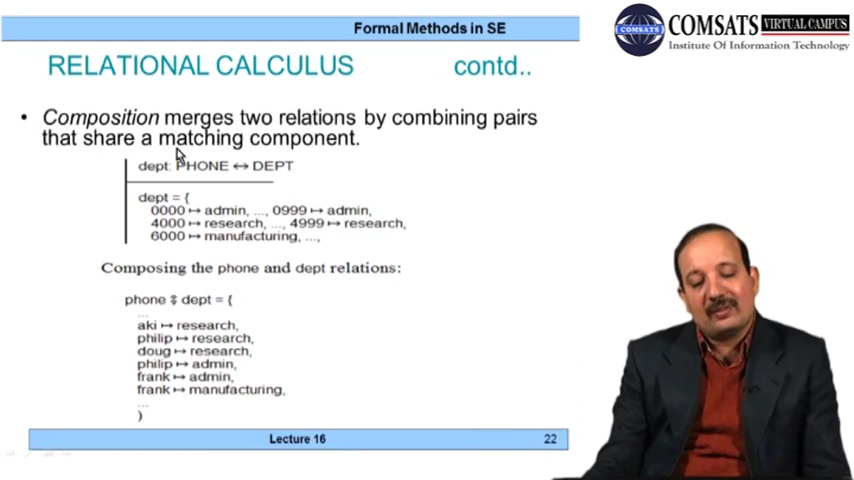 Formal Methods in SE
COMSATS VIRTUAL CAMPUS
COMSATS
Institute Of Information Technology
RELATIONAL CALCULUS contd..
• Composition merges two relations by combining pairs
that share a matching component.
dept: PHONE ↔ DEPT
dept = {
0000 ↦ admin, ..., 0999 ↦ admin,
4000 ↦ research, ..., 4999 ↦ research,
6000 ↦ manufacturing, ...,
Composing the phone and dept relations:
phone ⨾ dept = {
...
aki ↦ research,
philip ↦ research,
doug ↦ research,
philip ↦ admin,
frank ↦ admin,
frank ↦ manufacturing,
...
}
Lecture 16 22